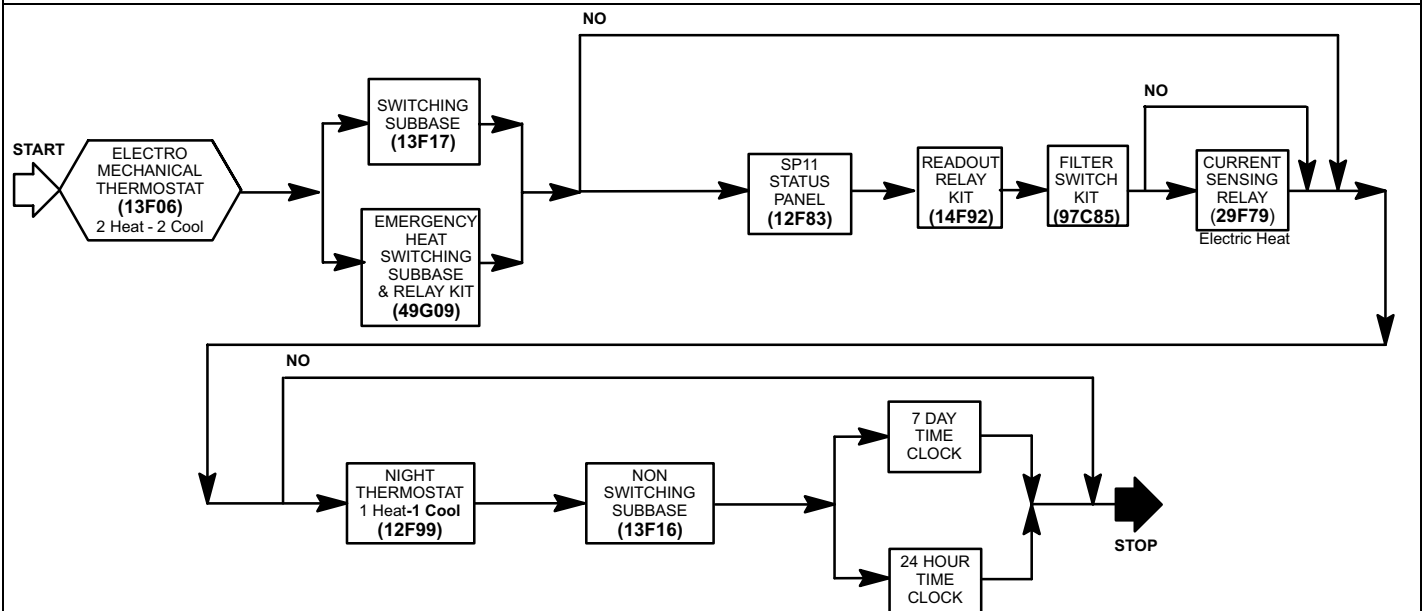 NO
START
ELECTRO
MECHANICAL
THERMOSTAT
(13F06)
2 Heat - 2 Cool
SWITCHING
SUBBASE
(13F17)
EMERGENCY
HEAT
SWITCHING
SUBBASE
& RELAY KIT
(49G09)
SP11
STATUS
PANEL
(12F83)
READOUT
RELAY
KIT
(14F92)
FILTER
SWITCH
KIT
(97C85)
NO
CURRENT
SENSING
RELAY
(29F79)
Electric Heat
NO
NIGHT
THERMOSTAT
1 Heat-1 Cool
(12F99)
NON
SWITCHING
SUBBASE
(13F16)
7 DAY
TIME
CLOCK
24 HOUR
TIME
CLOCK
STOP